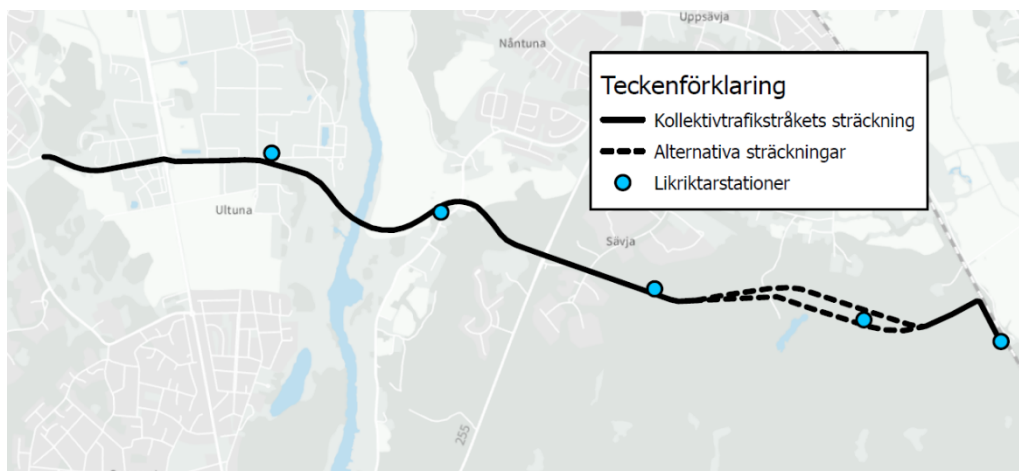 Uppsävja
Nåntuna
Teckenförklaring
Kollektivtrafikstråkets sträckning
Alternativa sträckningar
Likriktarstationer
Ultuna
Sävja
255